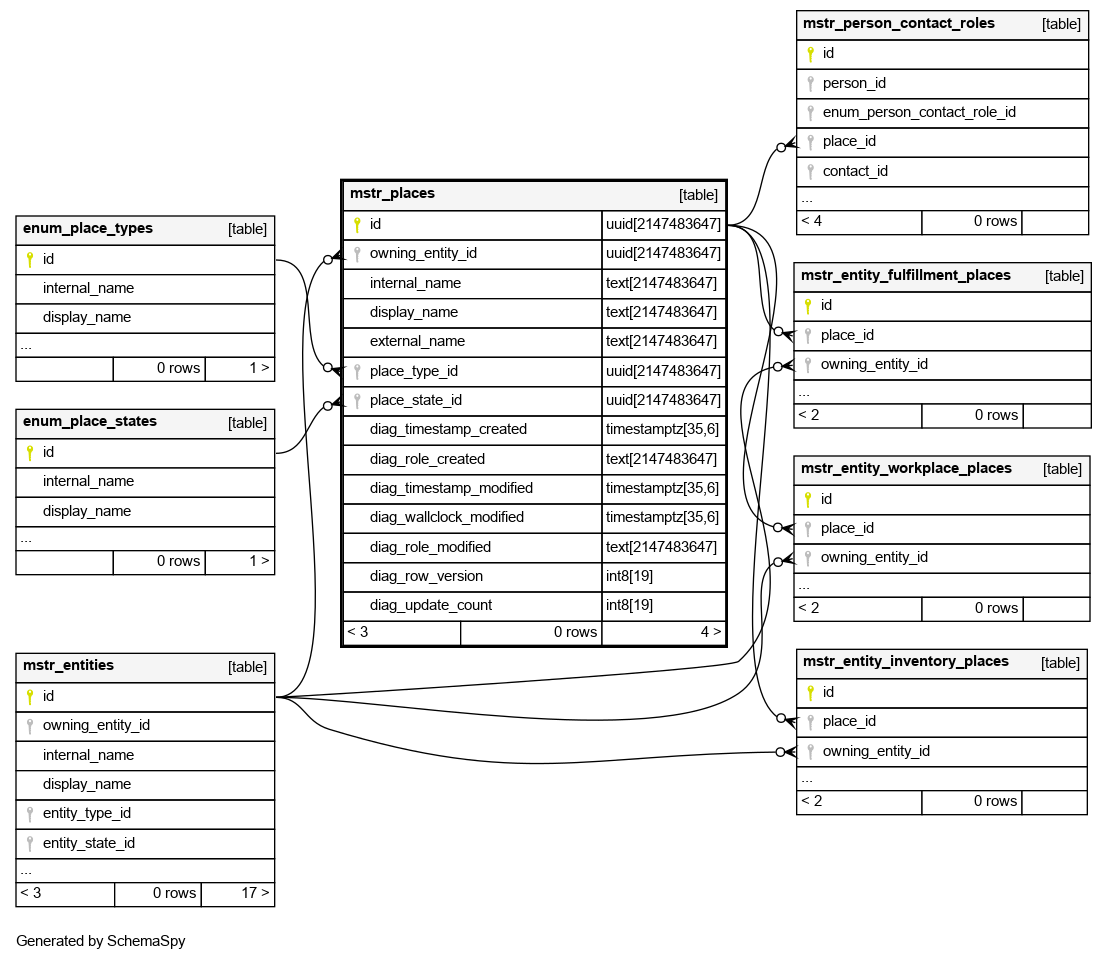 mstr_person_contact_roles [table]
id
person_id
enum_person_contact_role_id
place_id
contact_id
...
< 4 0 rows
mstr_places [table]
id uuid[2147483647]
owning_entity_id uuid[2147483647]
internal_name text[2147483647]
display_name text[2147483647]
external_name text[2147483647]
place_type_id uuid[2147483647]
place_state_id uuid[2147483647]
diag_timestamp_created timestamptz[35,6]
diag_role_created text[2147483647]
diag_timestamp_modified timestamptz[35,6]
diag_wallclock_modified timestamptz[35,6]
diag_role_modified text[2147483647]
diag_row_version int8[19]
diag_update_count int8[19]
< 3 0 rows 4 >
enum_place_types [table]
id
internal_name
display_name
...
0 rows 1 >
mstr_entity_fulfillment_places [table]
id
place_id
owning_entity_id
...
< 2 0 rows
enum_place_states [table]
id
internal_name
display_name
...
0 rows 1 >
mstr_entity_workplace_places [table]
id
place_id
owning_entity_id
...
< 2 0 rows
mstr_entities [table]
id
owning_entity_id
internal_name
display_name
entity_type_id
entity_state_id
...
< 3 0 rows 17 >
mstr_entity_inventory_places [table]
id
place_id
owning_entity_id
...
< 2 0 rows
Generated by SchemaSpy